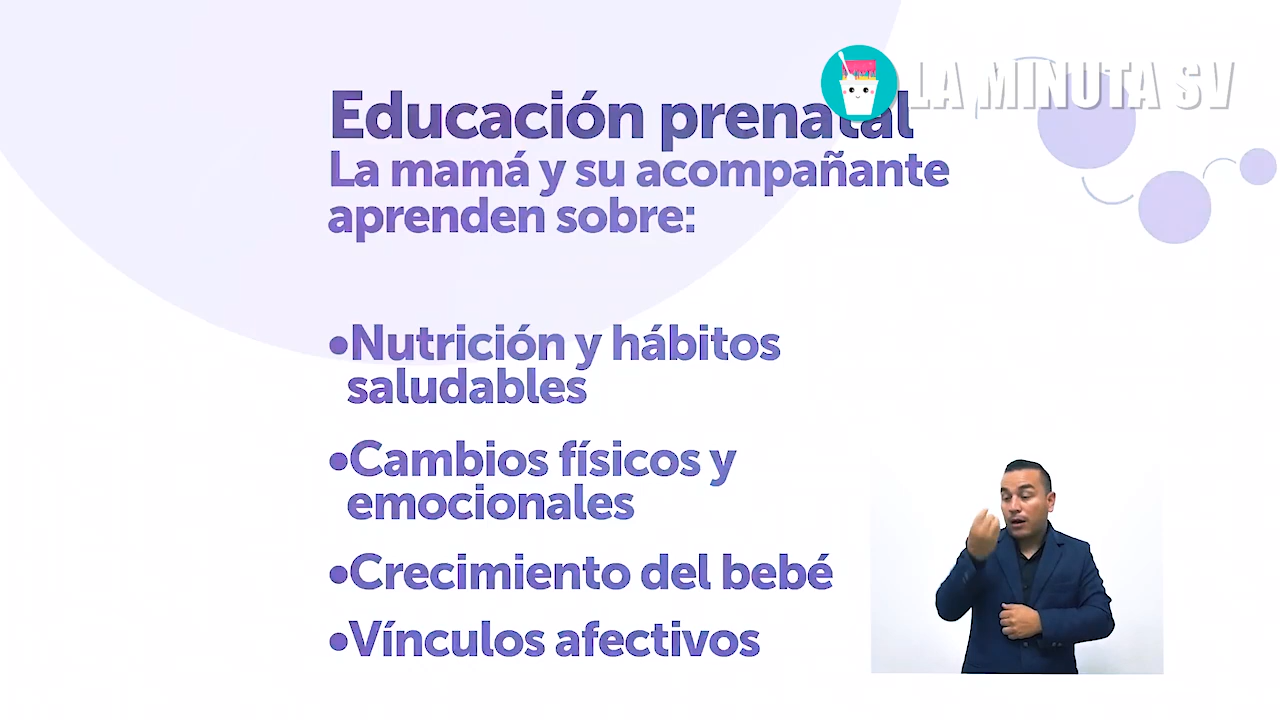 LA MINUTA SV
Educación prenatal
La mamá y su acompañante
aprenden sobre:
•Nutrición y hábitos
saludables
•Cambios físicos y
emocionales
•Crecimiento del bebé
•Vínculos afectivos